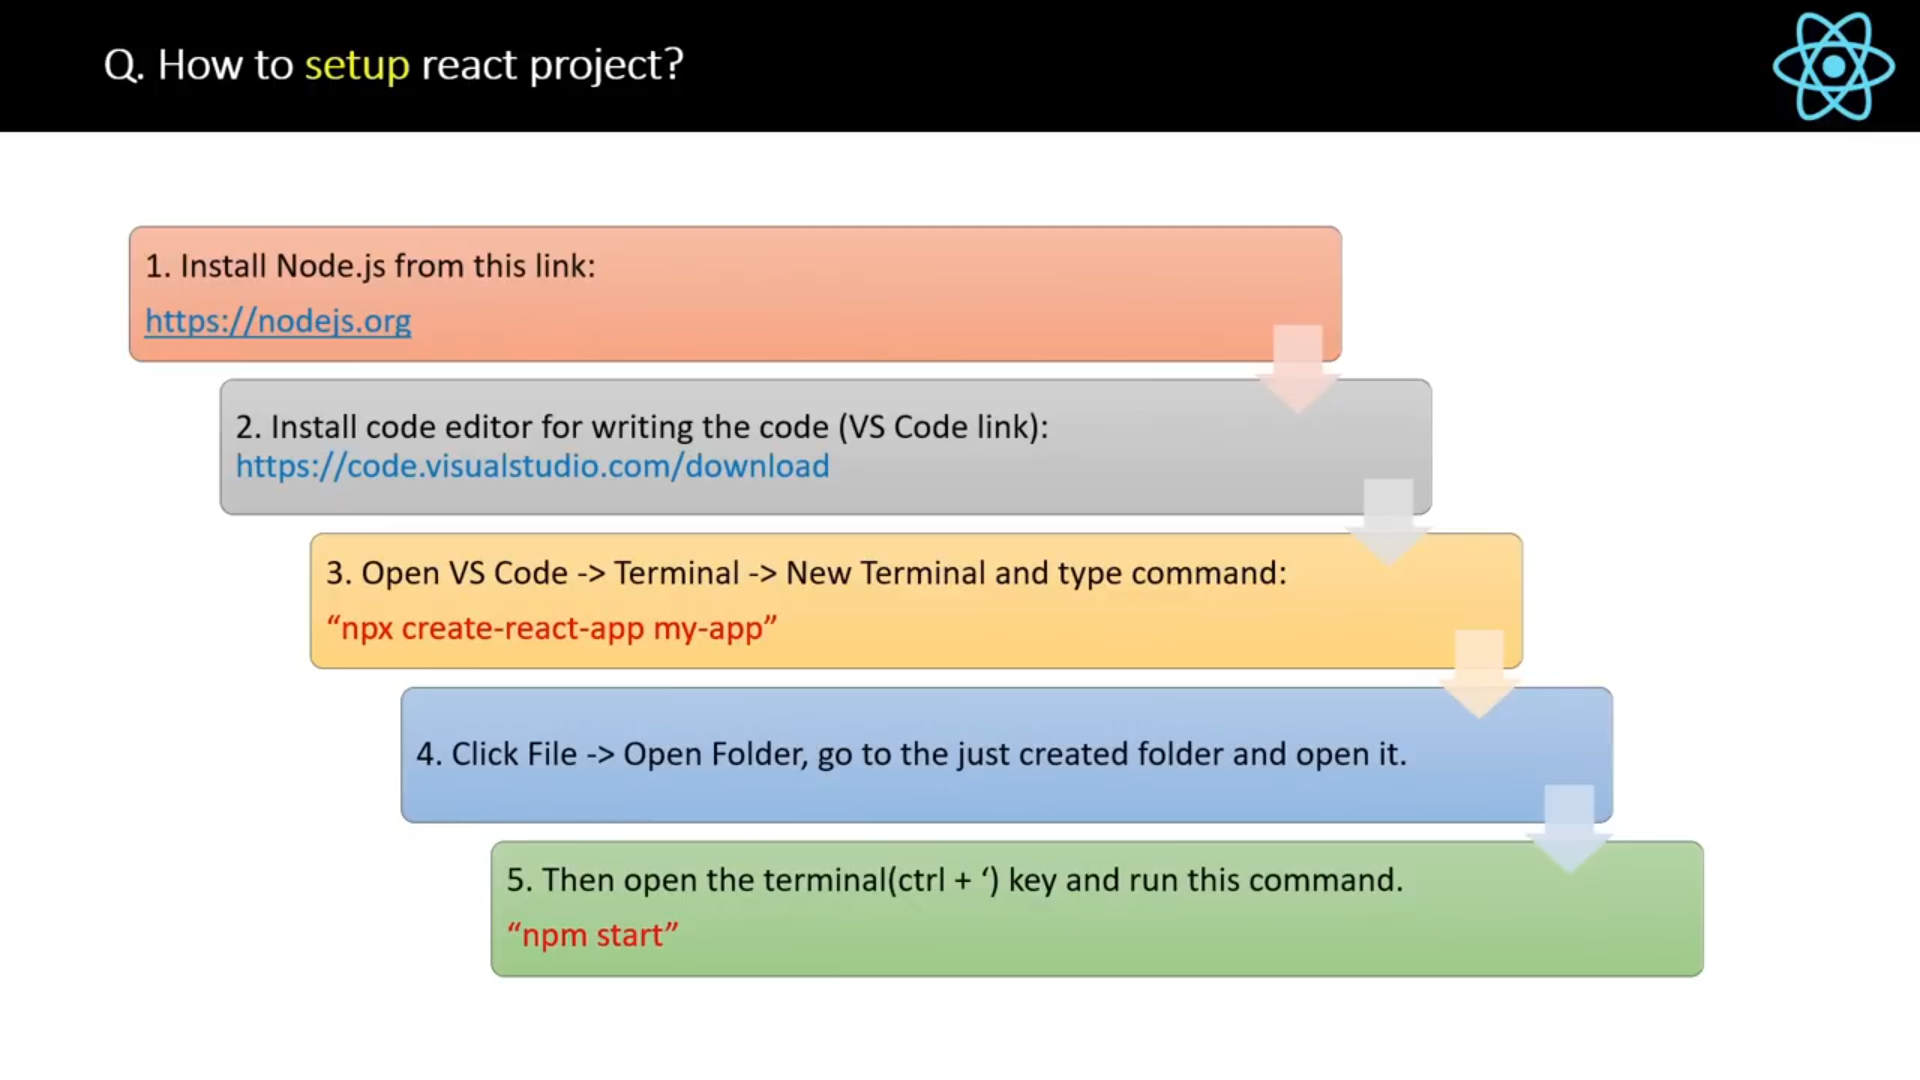 Q. How to setup react project?
1. Install Node.js from this link:
https://nodejs.org
2. Install code editor for writing the code (VS Code link):
https://code.visualstudio.com/download
3. Open VS Code -> Terminal -> New Terminal and type command:
“npx create-react-app my-app”
4. Click File -> Open Folder, go to the just created folder and open it.
5. Then open the terminal(ctrl + ‘) key and run this command.
“npm start”